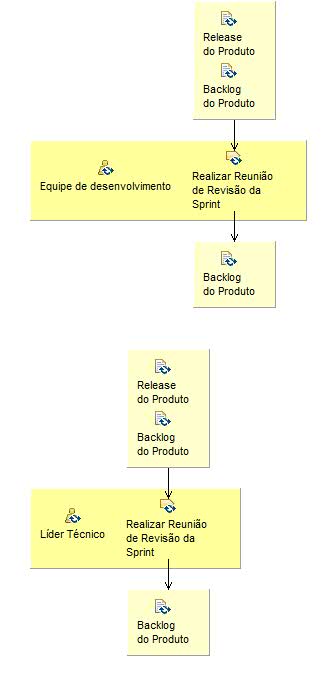 Release
do Produto
Backlog
do Produto
Equipe de desenvolvimento
Realizar Reunião
de Revisão da
Sprint
Backlog
do Produto
Release
do Produto
Backlog
do Produto
Líder Técnico
Realizar Reunião
de Revisão da
Sprint
Backlog
do Produto